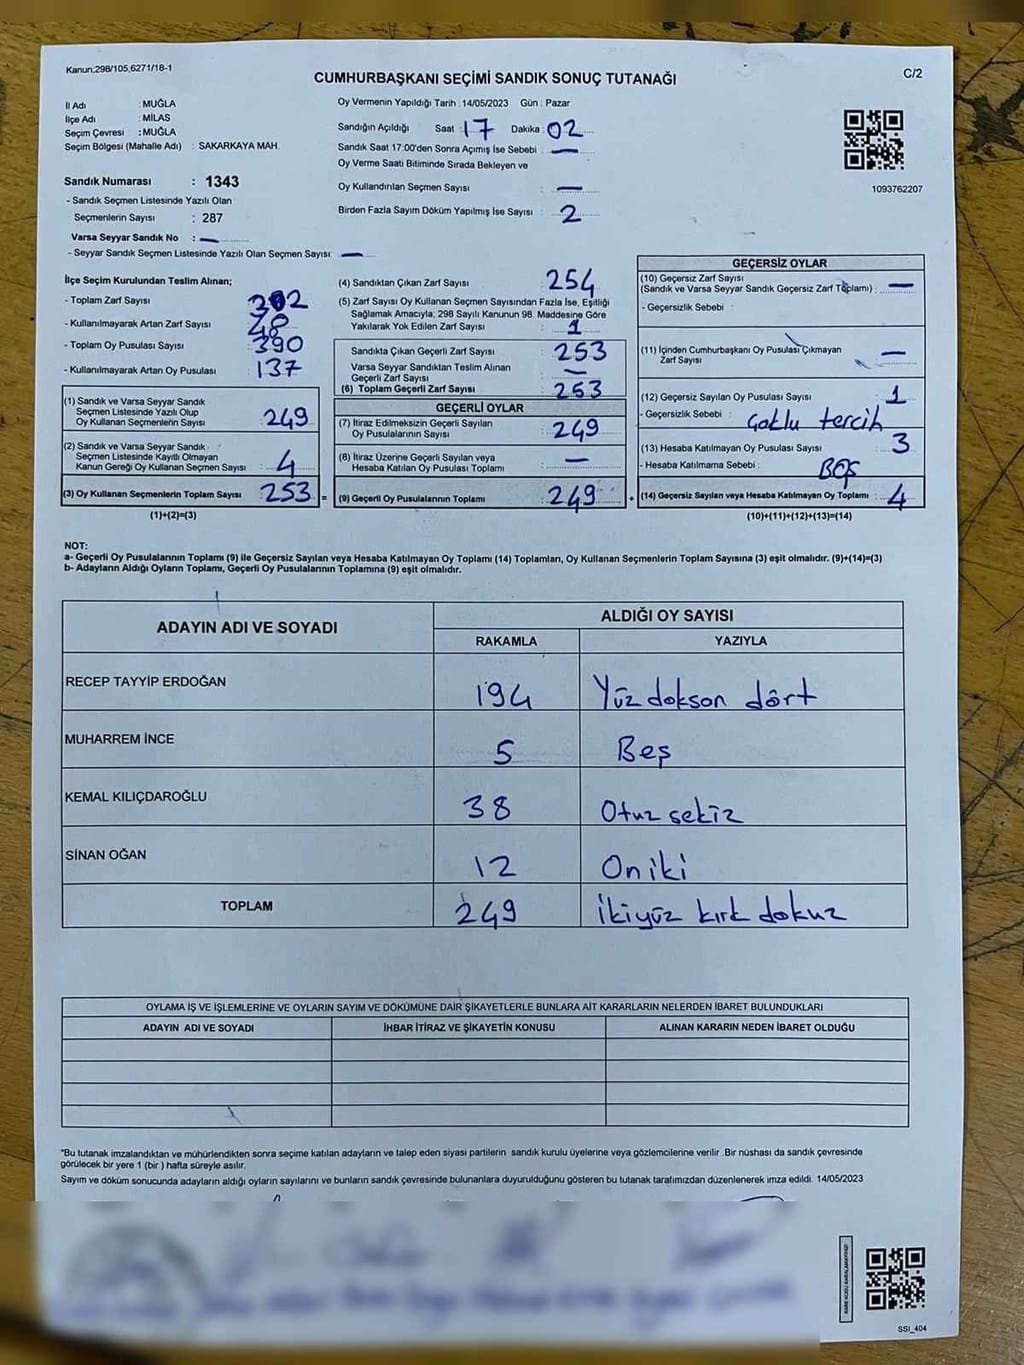 Kanun,298/105,6271/18-1
CUMHURBAŞKANI SEÇİMİ SANDIK SONUÇ TUTANAĞI
C/2
İl Adı : MUĞLA
İlçe Adı : MİLAS
Seçim Çevresi : MUĞLA
Seçim Bölgesi (Mahalle Adı) : SAKARKAYA MAH.
Sandık Numarası : 1343
- Sandık Seçmen Listesinde Yazılı Olan
Seçmenlerin Sayısı : 287
Varsa Seyyar Sandık No : —
- Seyyar Sandık Seçmen Listesinde Yazılı Olan Seçmen Sayısı: —
Oy Vermenin Yapıldığı Tarih : 14/05/2023 Gün : Pazar
Sandığın Açıldığı Saat : 17 Dakika : 02
Sandık Saat 17:00'den Sonra Açımış İse Sebebi : —
Oy Verme Saati Bitiminde Sırada Bekleyen ve
Oy Kullandırılan Seçmen Sayısı : —
Birden Fazla Sayım Döküm Yapılmış İse Sayısı : 2
1093762207
İlçe Seçim Kurulundan Teslim Alınan;
- Toplam Zarf Sayısı
- Kullanılmayarak Artan Zarf Sayısı
- Toplam Oy Pusulası Sayısı : 390
- Kullanılmayarak Artan Oy Pusulası : 137
(1) Sandık ve Varsa Seyyar Sandık
Seçmen Listesinde Yazılı Olup
Oy Kullanan Seçmenlerin Sayısı : 249
(2) Sandık ve Varsa Seyyar Sandık
Seçmen Listesinde Kayıtlı Olmayan
Kanun Gereği Oy Kullanan Seçmen Sayısı : 4
(3) Oy Kullanan Seçmenlerin Toplam Sayısı : 253 =
(1)+(2)=(3)
(4) Sandıktan Çıkan Zarf Sayısı : 254
(5) Zarf Sayısı Oy Kullanan Seçmen Sayısından Fazla İse, Eşitliği
Sağlamak Amacıyla; 298 Sayılı Kanunun 98. Maddesine Göre
Yakılarak Yok Edilen Zarf Sayısı : 1
Sandıkta Çıkan Geçerli Zarf Sayısı : 253
Varsa Seyyar Sandıktan Teslim Alınan
Geçerli Zarf Sayısı : —
(6) Toplam Geçerli Zarf Sayısı : 253
GEÇERLİ OYLAR
(7) İtiraz Edilmeksizin Geçerli Sayılan
Oy Pusulalarının Sayısı : 249
(8) İtiraz Üzerine Geçerli Sayılan veya
Hesaba Katılan Oy Pusulası Toplamı : —
(9) Geçerli Oy Pusulalarının Toplamı : 249 +
GEÇERSİZ OYLAR
(10) Geçersiz Zarf Sayısı
(Sandık ve Varsa Seyyar Sandık Geçersiz Zarf Toplamı) : —
- Geçersizlik Sebebi :
(11) İçinden Cumhurbaşkanı Oy Pusulası Çıkmayan
Zarf Sayısı : —
(12) Geçersiz Sayılan Oy Pusulası Sayısı : 1
- Geçersizlik Sebebi : Çoklu tercih
(13) Hesaba Katılmayan Oy Pusulası Sayısı : 3
- Hesaba Katılmama Sebebi : BOŞ
(14) Geçersiz Sayılan veya Hesaba Katılmayan Oy Toplamı : 4
(10)+(11)+(12)+(13)=(14)
NOT:
a- Geçerli Oy Pusulalarının Toplamı (9) ile Geçersiz Sayılan veya Hesaba Katılmayan Oy Toplamı (14) Toplamları, Oy Kullanan Seçmenlerin Toplam Sayısına (3) eşit olmalıdır. (9)+(14)=(3)
b- Adayların Aldığı Oyların Toplamı, Geçerli Oy Pusulalarının Toplamına (9) eşit olmalıdır.
ADAYIN ADI VE SOYADI
ALDIĞI OY SAYISI
RAKAMLA YAZIYLA
RECEP TAYYİP ERDOĞAN 194 Yüz dokson dört
MUHARREM İNCE 5 Beş
KEMAL KILIÇDAROĞLU 38 Otuz sekiz
SİNAN OĞAN 12 On iki
TOPLAM 249 İkiyüz kırk dokuz
OYLAMA İŞ VE İŞLEMLERİNE VE OYLARIN SAYIM VE DÖKÜMÜNE DAİR ŞİKAYETLERLE BUNLARA AİT KARARLARIN NELERDEN İBARET BULUNDUKLARI
ADAYIN ADI VE SOYADI İHBAR İTİRAZ VE ŞİKAYETİN KONUSU ALINAN KARARIN NEDEN İBARET OLDUĞU
*Bu tutanak imzalandıktan ve mühürlendikten sonra seçime katılan adayların ve talep eden siyasi partilerin sandık kurulu üyelerine veya gözlemcilerine verilir .Bir nüshası da sandık çevresinde
görülecek bir yere 1 (bir ) hafta süreyle asılır.
Sayım ve döküm sonucunda adayların aldığı oyların sayılarını ve bunların sandık çevresinde bulunanlara duyurulduğunu gösteren bu tutanak tarafımızdan düzenlenerek imza edildi. 14/05/2023
SSI_404